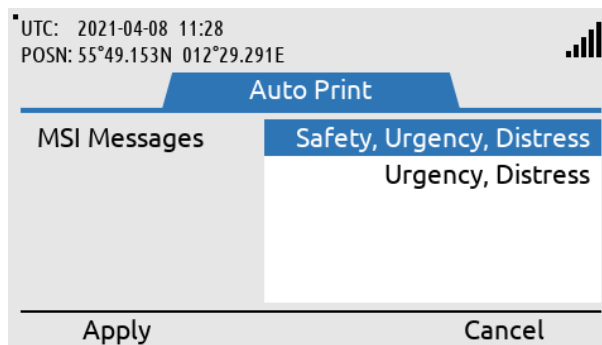 UTC: 2021-04-08 11:28
POSN: 55°49.153N 012°29.291E
Auto Print
MSI Messages
Safety, Urgency, Distress
Urgency, Distress
Apply
Cancel